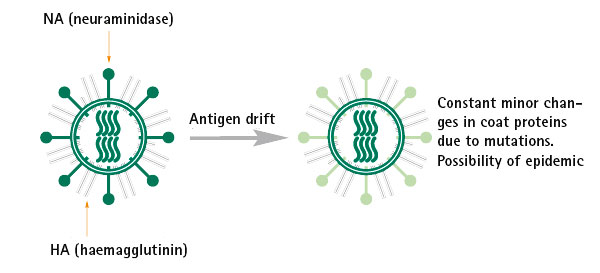 NA (neuraminidase)
Antigen drift
Constant minor chan-
ges in coat proteins
due to mutations.
Possibility of epidemic
HA (haemagglutinin)